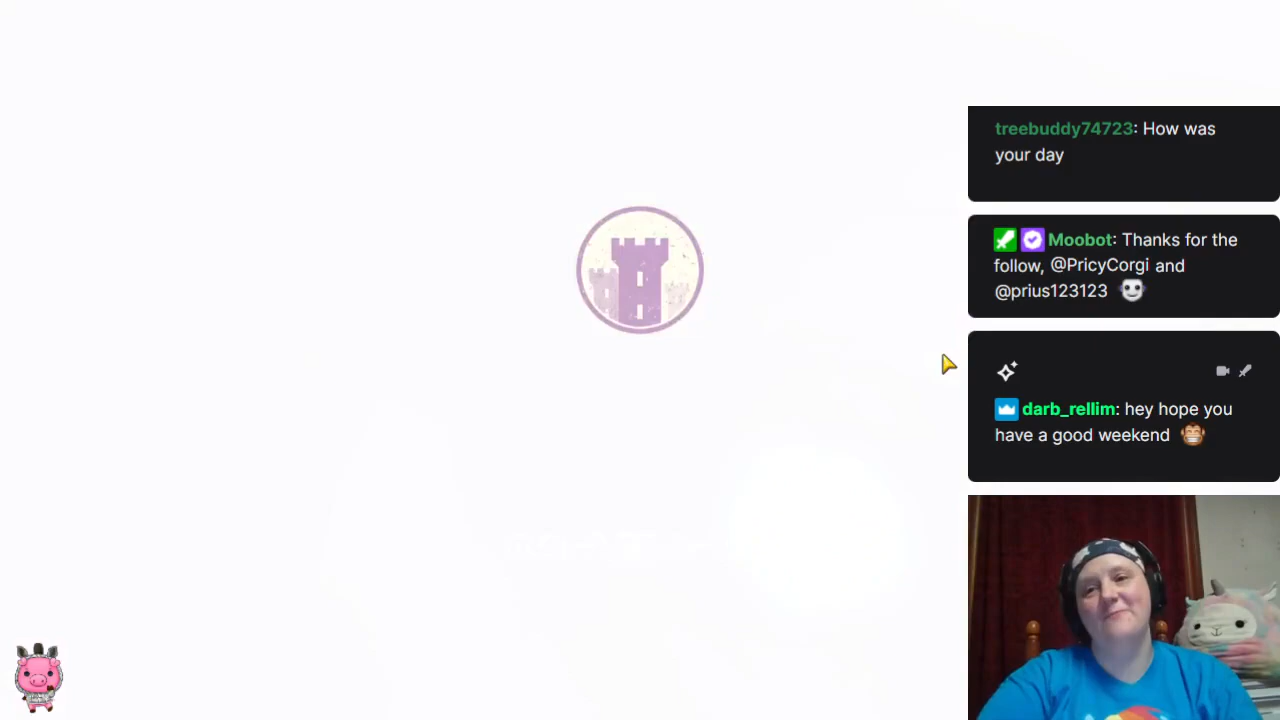 treebuddy74723: How was
your day
Moobot: Thanks for the
follow, @PricyCorgi and
@prius123123
darb_rellim: hey hope you
have a good weekend